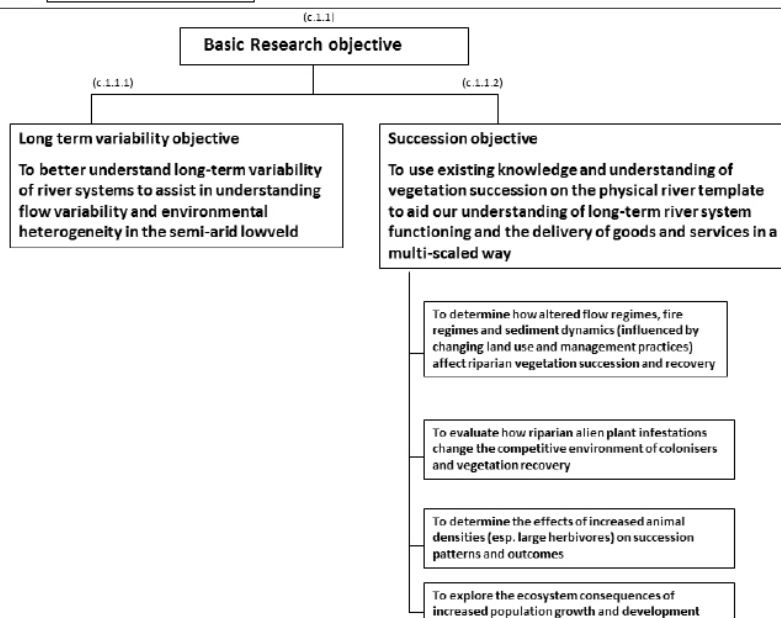 (c.1.1)
Basic Research objective
(c.1.1.1)
(c.1.1.2)
Long term variability objective
To better understand long-term variability
of river systems to assist in understanding
flow variability and environmental
heterogeneity in the semi-arid lowveld
Succession objective
To use existing knowledge and understanding of
vegetation succession on the physical river template
to aid our understanding of long-term river system
functioning and the delivery of goods and services in a
multi-scaled way
To determine how altered flow regimes, fire
regimes and sediment dynamics (influenced by
changing land use and management practices)
affect riparian vegetation succession and recovery
To evaluate how riparian alien plant infestations
change the competitive environment of colonisers
and vegetation recovery
To determine the effects of increased animal
densities (esp. large herbivores) on succession
patterns and outcomes
To explore the ecosystem consequences of
increased population growth and development